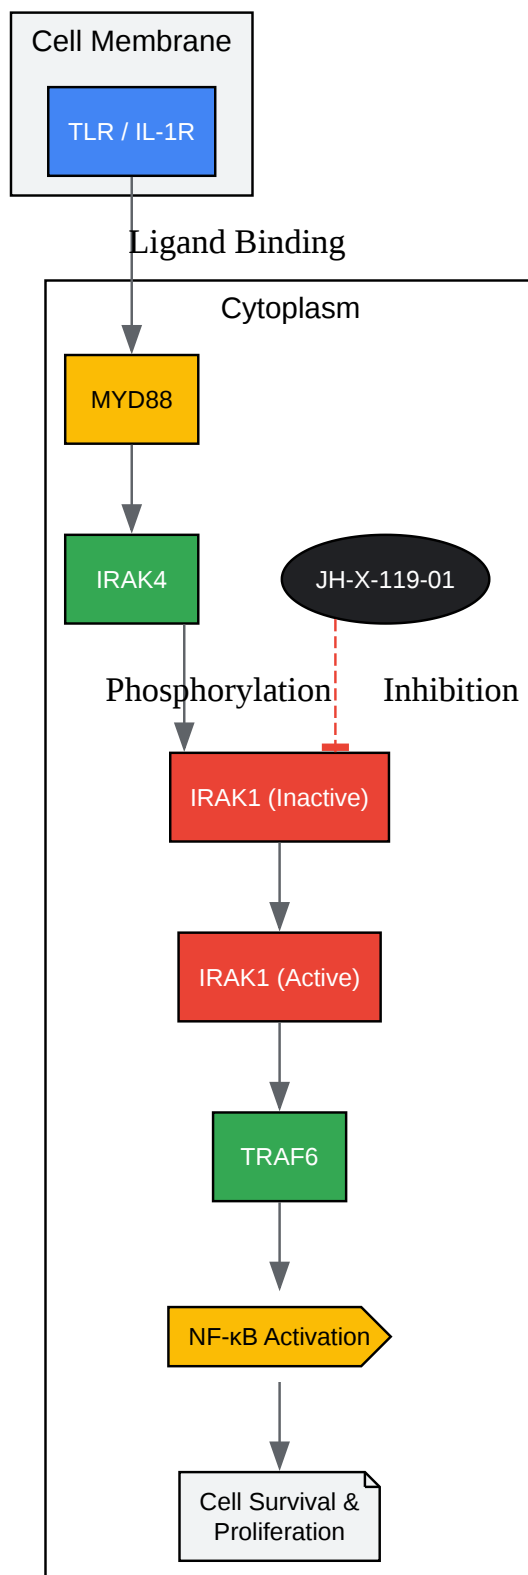 Cell Membrane
TLR / IL-1R
Ligand Binding
Cytoplasm
MYD88
IRAK4
JH-X-119-01
Phosphorylation
Inhibition
IRAK1 (Inactive)
IRAK1 (Active)
TRAF6
NF-κB Activation
Cell Survival &
Proliferation